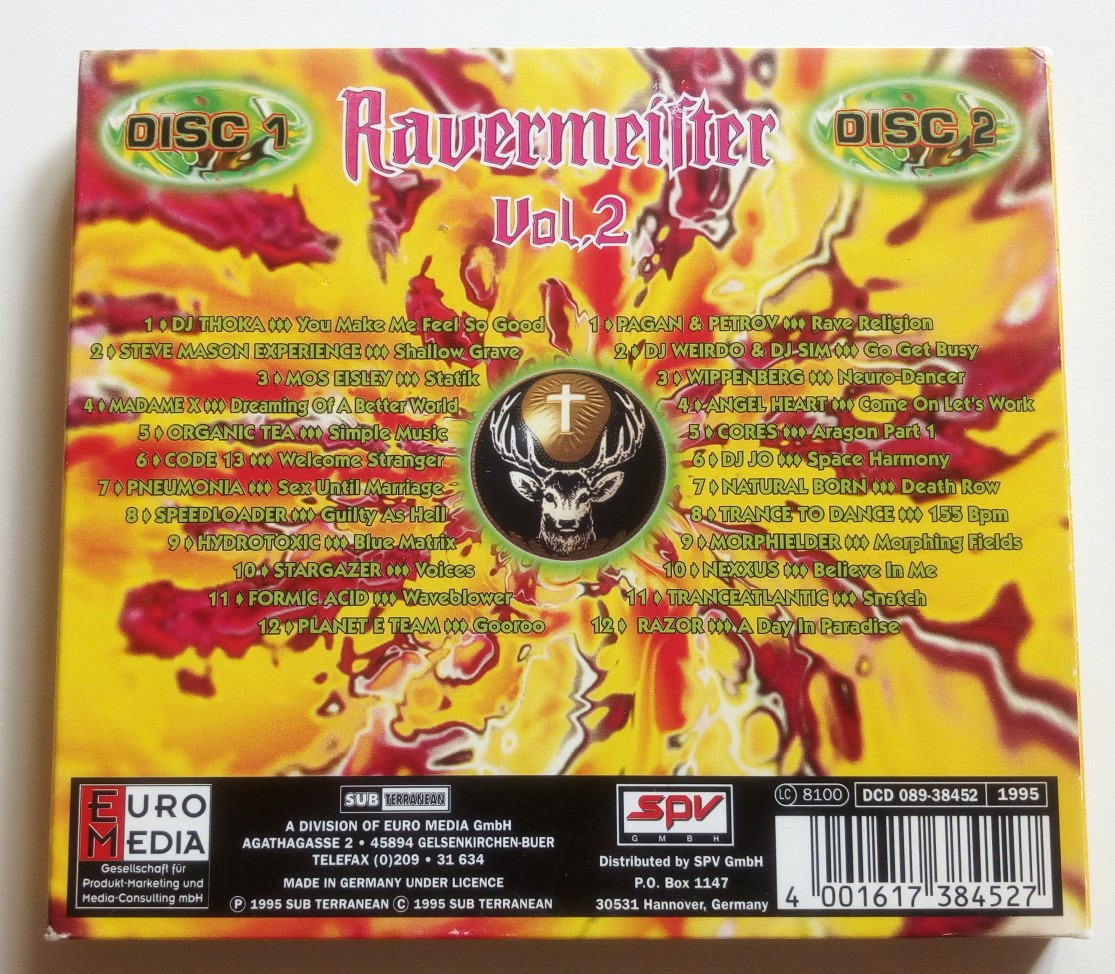 DISC 1
Ravermeiſter
Vol.2
DISC 2
1 ♦ DJ THOKA ♦♦♦ You Make Me Feel So Good
2 ♦ STEVE MASON EXPERIENCE ♦♦♦ Shallow Grave
3 ♦ MOS EISLEY ♦♦♦ Statik
4 ♦ MADAME X ♦♦♦ Dreaming Of A Better World
5 ♦ ORGANIC TEA ♦♦♦ Simple Music
6 ♦ CODE 13 ♦♦♦ Welcome Stranger
7 ♦ PNEUMONIA ♦♦♦ Sex Until Marriage
8 ♦ SPEEDLOADER ♦♦♦ Guilty As Hell
9 ♦ HYDROTOXIC ♦♦♦ Blue Matrix
10 ♦ STARGAZER ♦♦♦ Voices
11 ♦ FORMIC ACID ♦♦♦ Waveblower
12 ♦ PLANET E TEAM ♦♦♦ Gooroo
1 ♦ PAGAN & PETROV ♦♦♦ Rave Religion
2 ♦ DJ WEIRDO & DJ SIM ♦♦♦ Go Get Busy
3 ♦ WIPPENBERG ♦♦♦ Neuro-Dancer
4 ♦ ANGEL HEART ♦♦♦ Come On Let's Work
5 ♦ CORES ♦♦♦ Aragon Part 1
6 ♦ DJ JO ♦♦♦ Space Harmony
7 ♦ NATURAL BORN ♦♦♦ Death Row
8 ♦ TRANCE TO DANCE ♦♦♦ 155 Bpm
9 ♦ MORPHIELDER ♦♦♦ Morphing Fields
10 ♦ NEXXUS ♦♦♦ Believe In Me
11 ♦ TRANCEATLANTIC ♦♦♦ Snatch
12 ♦ RAZOR ♦♦♦ A Day In Paradise
EURO
MEDIA
Gesellschaft für
Produkt-Marketing und
Media-Consulting mbH
SUB TERRANEAN
A DIVISION OF EURO MEDIA GmbH
AGATHAGASSE 2 • 45894 GELSENKIRCHEN-BUER
TELEFAX (0)209 • 31 634
MADE IN GERMANY UNDER LICENCE
Ⓟ 1995 SUB TERRANEAN © 1995 SUB TERRANEAN
SPV
GMBH
Distributed by SPV GmbH
P.O. Box 1147
30531 Hannover, Germany
LC 8100 DCD 089-38452 1995
4 001617 384527